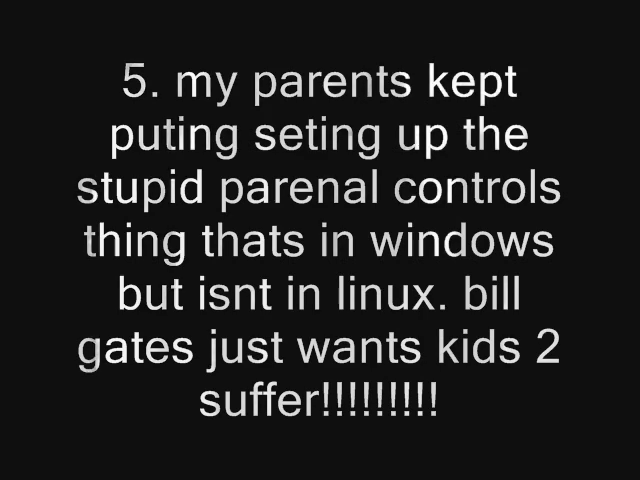 5. my parents kept
puting seting up the
stupid parenal controls
thing thats in windows
but isnt in linux. bill
gates just wants kids 2
suffer!!!!!!!!!